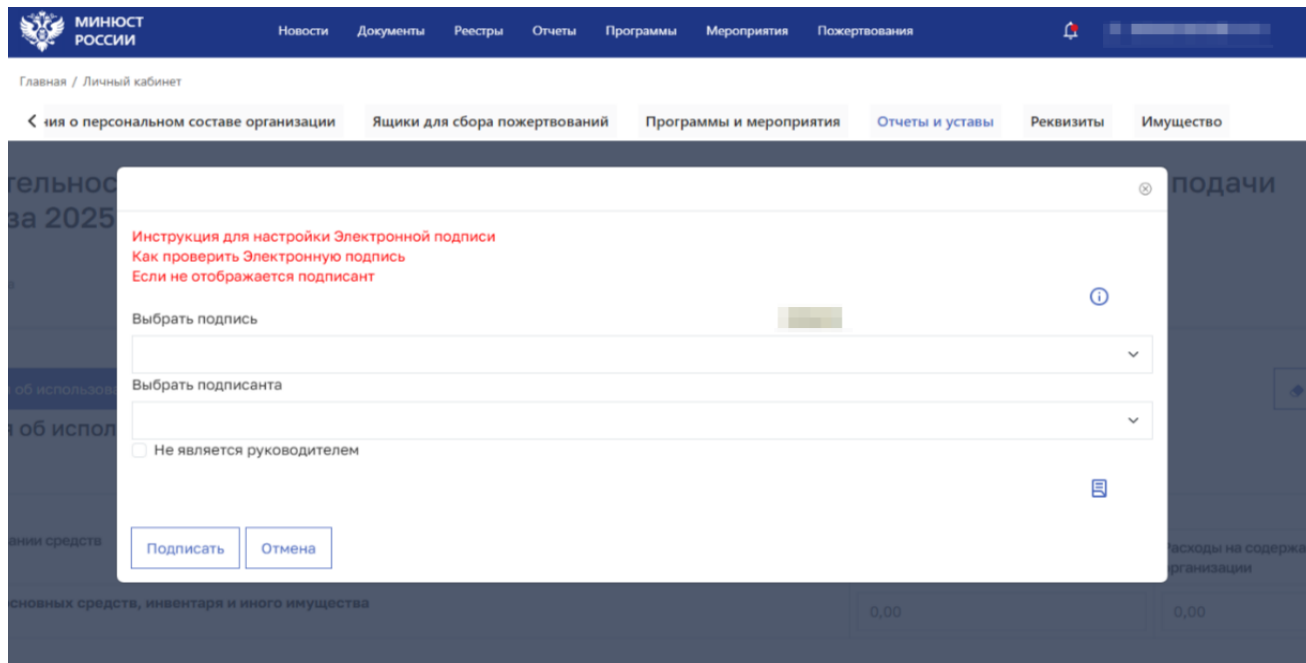 МИНЮСТ
РОССИИ
Новости Документы Реестры Отчеты Программы Мероприятия Пожертвования
Главная / Личный кабинет
ния о персональном составе организации Ящики для сбора пожертвований Программы и мероприятия Отчеты и уставы Реквизиты Имущество
подачи
за 2025
Инструкция для настройки Электронной подписи
Как проверить Электронную подпись
Если не отображается подписант
Выбрать подпись
Выбрать подписанта
об использова
об испол
Не является руководителем
Подписать Отмена
ании средств
Расходы на содержа
организации
основных средств, инвентаря и иного имущества
0,00 0,00